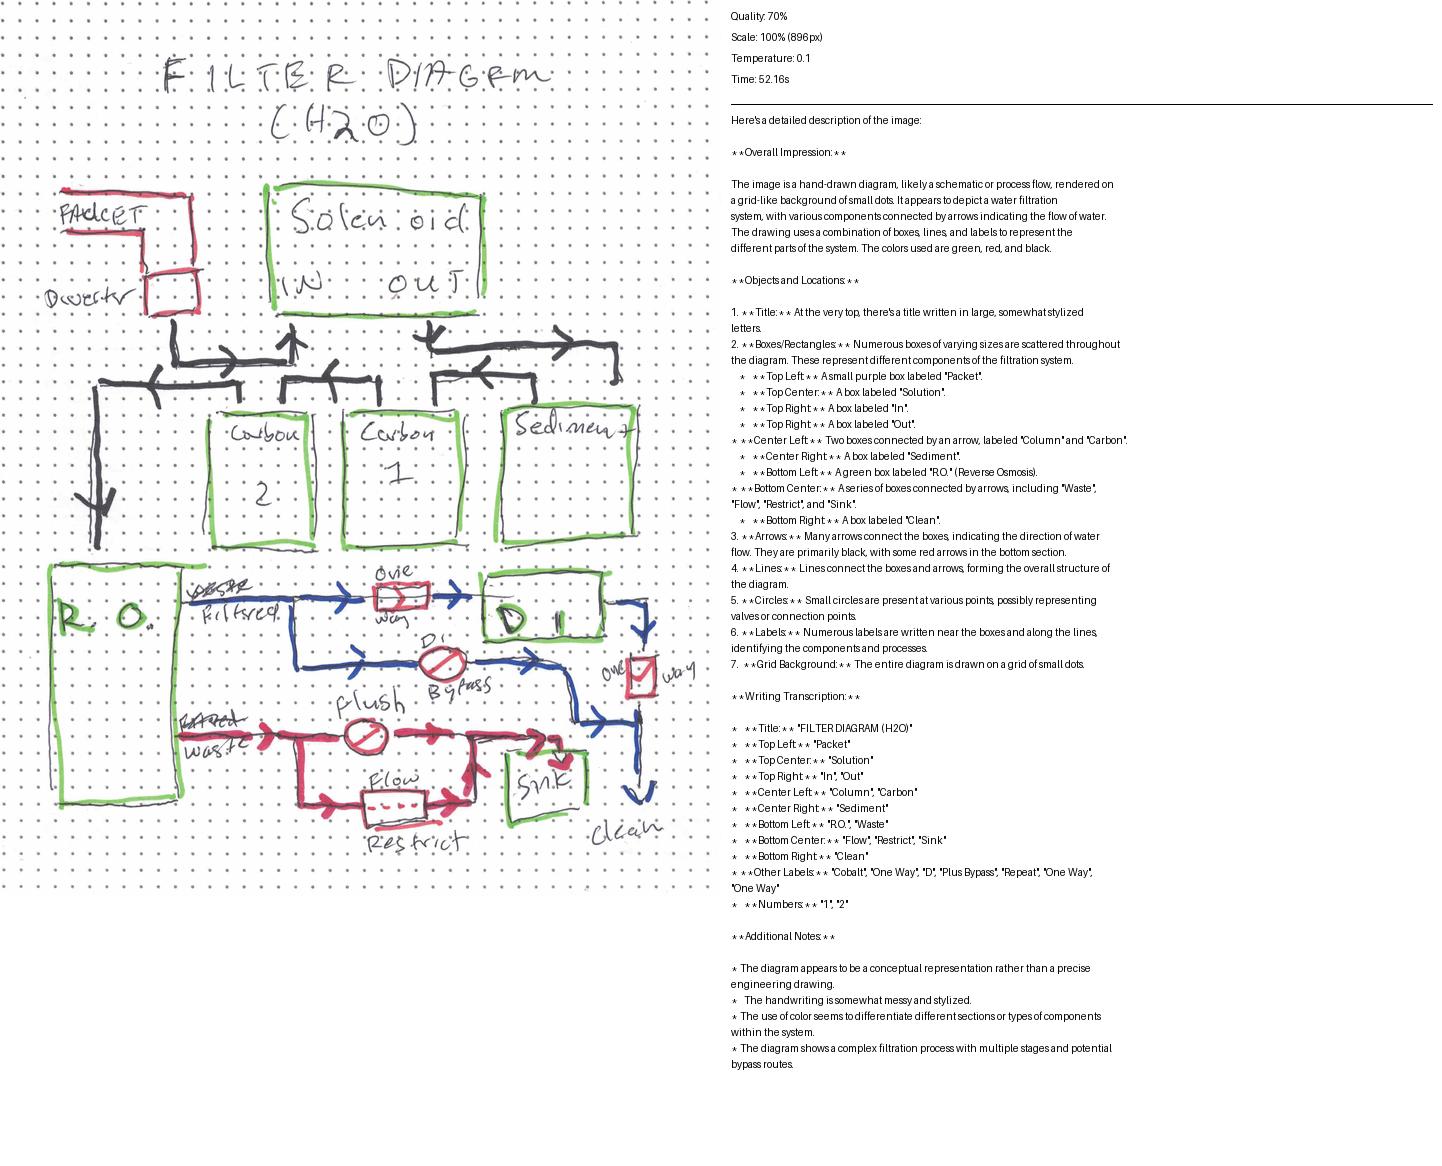 FILTER DIAGRM
(H2O)
FAUCET
Diverter
Solenoid
IN OUT
Carbon
2
Carbon
1
Sediment
R. O.
Filtered
One
way
D I
Di
Bypass
one way
Flush
waste
Flow
Restrict
Sink
Clean
Quality: 70%
Scale: 100% (896px)
Temperature: 0.1
Time: 52.16s
Here's a detailed description of the image:
**Overall Impression:**
The image is a hand-drawn diagram, likely a schematic or process flow, rendered on
a grid-like background of small dots. It appears to depict a water filtration
system, with various components connected by arrows indicating the flow of water.
The drawing uses a combination of boxes, lines, and labels to represent the
different parts of the system. The colors used are green, red, and black.
**Objects and Locations:**
1. **Title:** At the very top, there's a title written in large, somewhat stylized
letters.
2. **Boxes/Rectangles:** Numerous boxes of varying sizes are scattered throughout
the diagram. These represent different components of the filtration system.
* **Top Left:** A small purple box labeled "Packet".
* **Top Center:** A box labeled "Solution".
* **Top Right:** A box labeled "In".
* **Top Right:** A box labeled "Out".
* **Center Left:** Two boxes connected by an arrow, labeled "Column" and "Carbon".
* **Center Right:** A box labeled "Sediment".
* **Bottom Left:** A green box labeled "R.O." (Reverse Osmosis).
* **Bottom Center:** A series of boxes connected by arrows, including "Waste",
"Flow", "Restrict", and "Sink".
* **Bottom Right:** A box labeled "Clean".
3. **Arrows:** Many arrows connect the boxes, indicating the direction of water
flow. They are primarily black, with some red arrows in the bottom section.
4. **Lines:** Lines connect the boxes and arrows, forming the overall structure of
the diagram.
5. **Circles:** Small circles are present at various points, possibly representing
valves or connection points.
6. **Labels:** Numerous labels are written near the boxes and along the lines,
identifying the components and processes.
7. **Grid Background:** The entire diagram is drawn on a grid of small dots.
**Writing Transcription:**
* **Title:** "FILTER DIAGRAM (H2O)"
* **Top Left:** "Packet"
* **Top Center:** "Solution"
* **Top Right:** "In", "Out"
* **Center Left:** "Column", "Carbon"
* **Center Right:** "Sediment"
* **Bottom Left:** "R.O.", "Waste"
* **Bottom Center:** "Flow", "Restrict", "Sink"
* **Bottom Right:** "Clean"
* **Other Labels:** "Cobalt", "One Way", "D", "Plus Bypass", "Repeat", "One Way",
"One Way"
* **Numbers:** "1", "2"
**Additional Notes:**
* The diagram appears to be a conceptual representation rather than a precise
engineering drawing.
* The handwriting is somewhat messy and stylized.
* The use of color seems to differentiate different sections or types of components
within the system.
* The diagram shows a complex filtration process with multiple stages and potential
bypass routes.